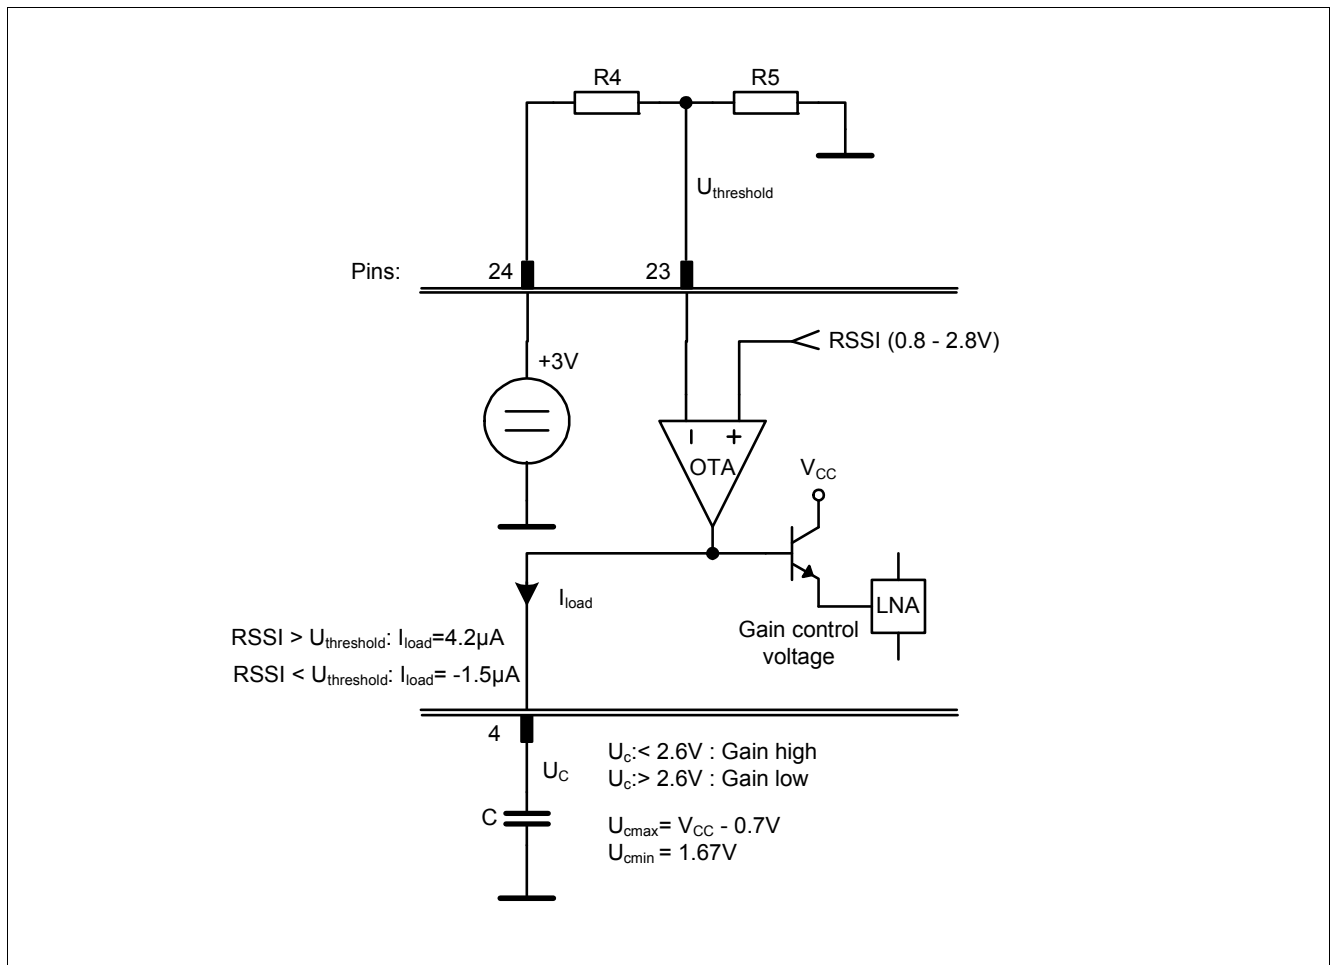 R4 R5
Uthreshold
Pins: 24 23
RSSI (0.8 - 2.8V)
+3V
OTA
VCC
Iload
LNA
Gain control
voltage
RSSI > Uthreshold: Iload=4.2µA
RSSI < Uthreshold: Iload= -1.5µA
4
UC
Uc:< 2.6V : Gain high
Uc:> 2.6V : Gain low
C
Ucmax= VCC - 0.7V
Ucmin = 1.67V